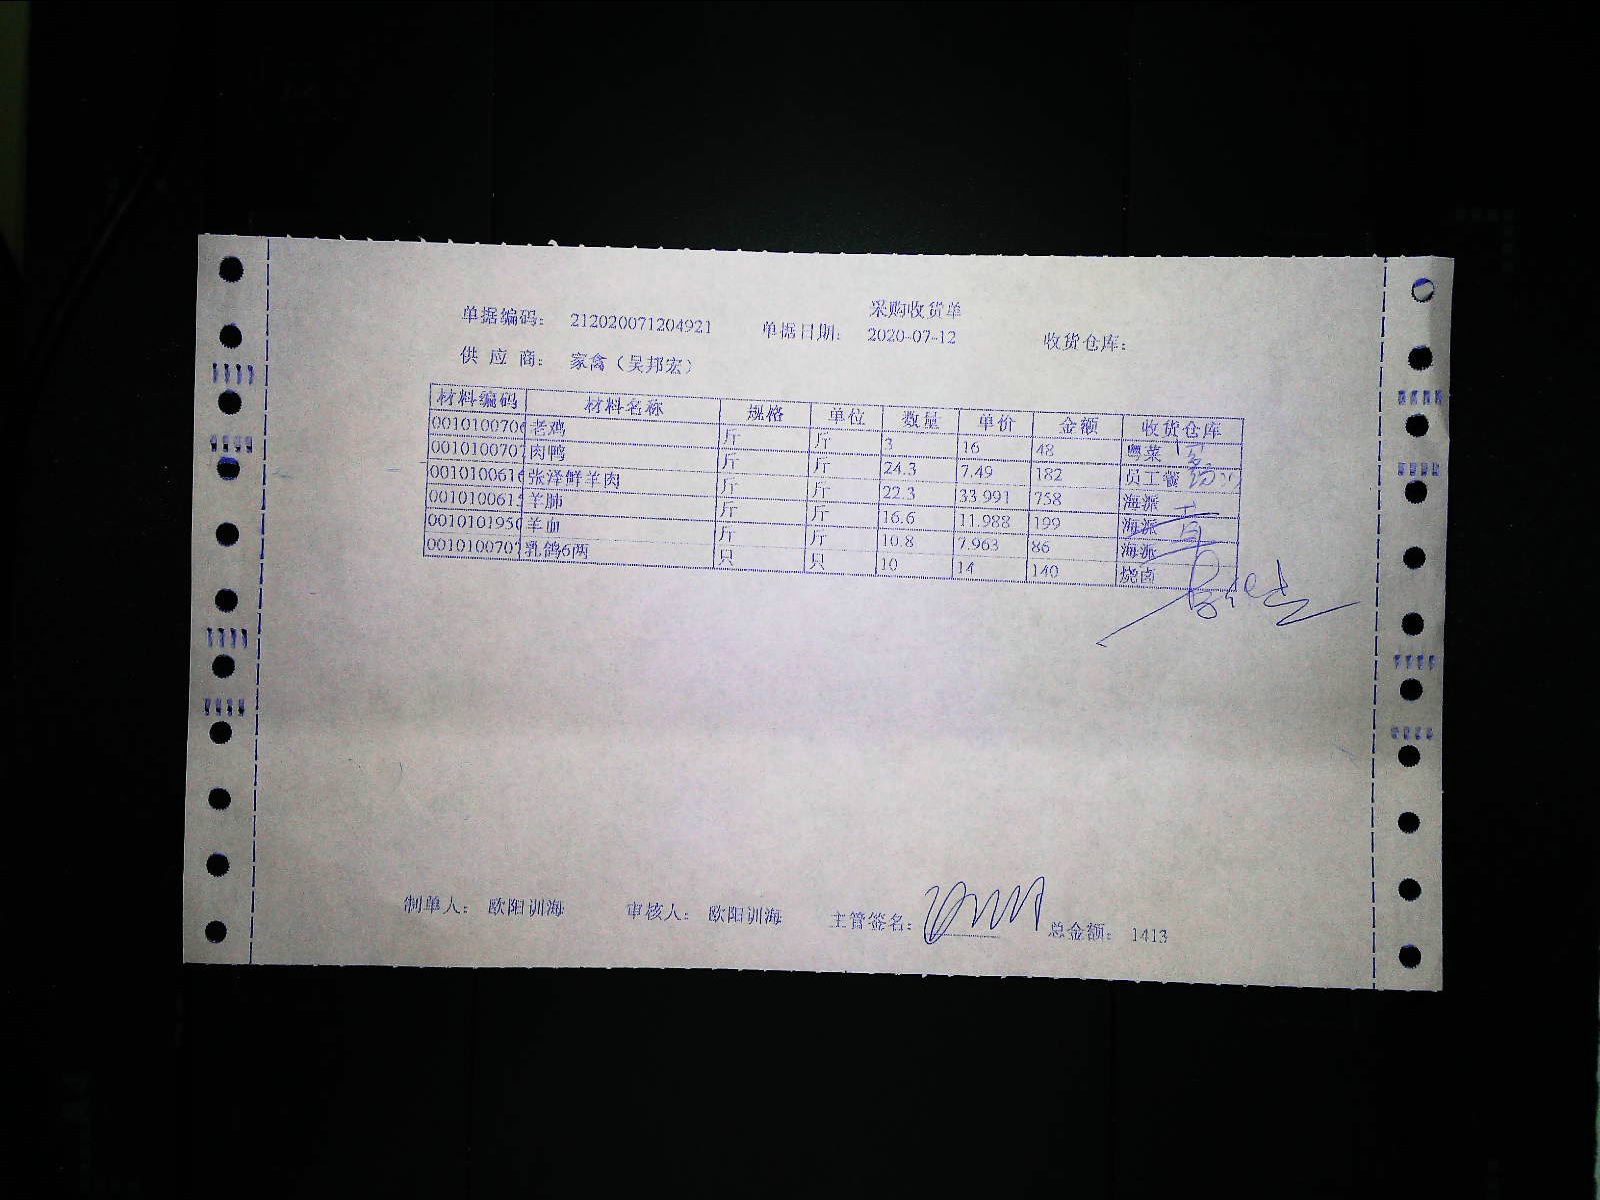 采购收货单
单据编码： 212020071204921 单据日期： 2020-07-12 收货仓库：
供 应 商： 家禽（吴邦宏）
材料编码 材料名称 规格 单位 数量 单价 金额 收货仓库
0010100706 老鸡 斤 斤 3 16 48 粤菜
001010070 肉鸭 斤 斤 24.3 7.49 182 员工餐
0010100616 张泽鲜羊肉 斤 斤 22.3 33.991 758 海派
001010061 羊肺 斤 斤 16.6 11.988 199 海派
0010101950 羊血 斤 斤 10.8 7.963 86 海派
001010070 乳鸽6两 只 只 10 14 140 烧卤
制单人： 欧阳训海 审核人： 欧阳训海 主管签名： 总金额： 1413